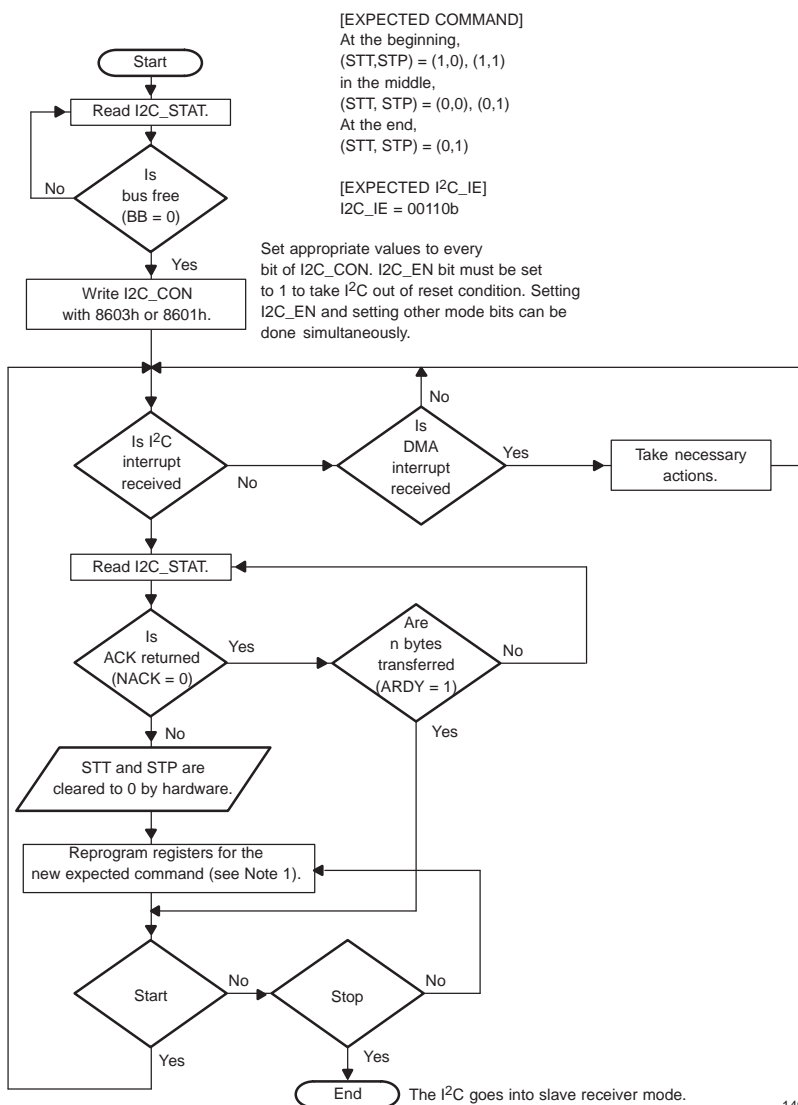 [EXPECTED COMMAND]
At the beginning,
(STT,STP) = (1,0), (1,1)
in the middle,
(STT, STP) = (0,0), (0,1)
At the end,
(STT, STP) = (0,1)
[EXPECTED I2C_IE]
I2C_IE = 00110b
Start
Read I2C_STAT.
Is
bus free
(BB = 0)
No
Yes
Set appropriate values to every
bit of I2C_CON. I2C_EN bit must be set
to 1 to take I2C out of reset condition. Setting
I2C_EN and setting other mode bits can be
done simultaneously.
Write I2C_CON
with 8603h or 8601h.
Is I2C
interrupt
received
No
Is
DMA
interrupt
received
No
Yes
Take necessary
actions.
Read I2C_STAT.
Is
ACK returned
(NACK = 0)
Yes
Are
n bytes
transferred
(ARDY = 1)
No
Yes
No
STT and STP are
cleared to 0 by hardware.
Reprogram registers for the
new expected command (see Note 1).
Start
No
Stop
No
Yes
Yes
End
The I2C goes into slave receiver mode.